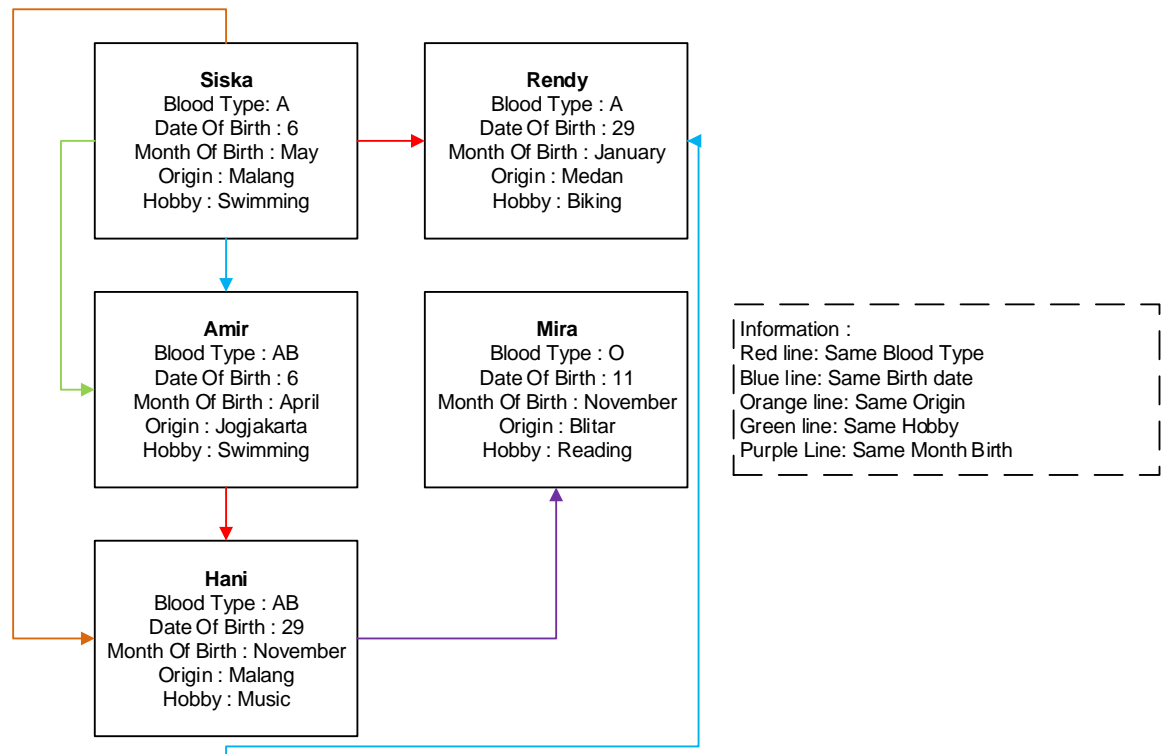 Siska
Blood Type: A
Date Of Birth : 6
Month Of Birth : May
Origin : Malang
Hobby : Swimming
Rendy
Blood Type : A
Date Of Birth : 29
Month Of Birth : January
Origin : Medan
Hobby : Biking
Amir
Blood Type : AB
Date Of Birth : 6
Month Of Birth : April
Origin : Jogjakarta
Hobby : Swimming
Mira
Blood Type : O
Date Of Birth : 11
Month Of Birth : November
Origin : Blitar
Hobby : Reading
Information :
Red line: Same Blood Type
Blue line: Same Birth date
Orange line: Same Origin
Green line: Same Hobby
Purple Line: Same Month Birth
Hani
Blood Type : AB
Date Of Birth : 29
Month Of Birth : November
Origin : Malang
Hobby : Music